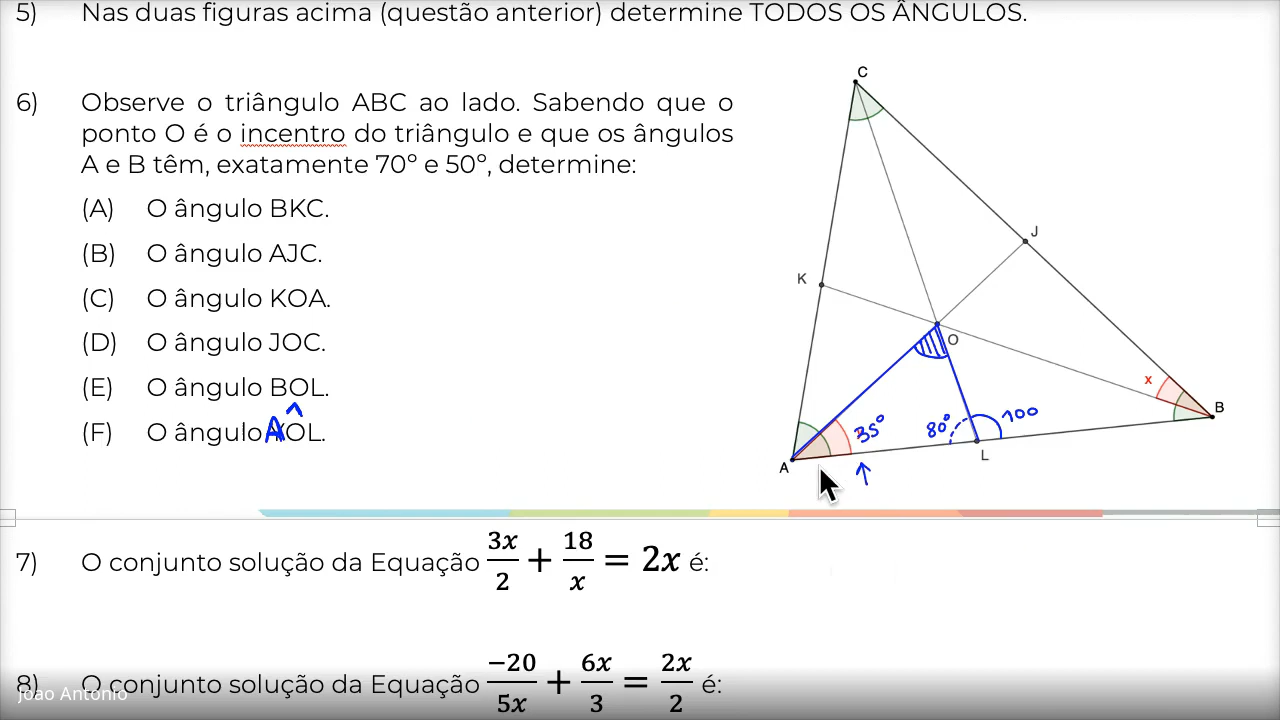 5) Nas duas figuras acima (questão anterior) determine TODOS OS ÂNGULOS.
6) Observe o triângulo ABC ao lado. Sabendo que o
ponto O é o incentro do triângulo e que os ângulos
A e B têm, exatamente 70º e 50º, determine:
(A) O ângulo BKC.
(B) O ângulo AJC.
(C) O ângulo KOA.
(D) O ângulo JOC.
(E) O ângulo BOL.
(F) O ângulo AOL.
C
J
K
O
x
B
35°
80°
100
A
L
7) O conjunto solução da Equação 3x/2 + 18/x = 2x é:
8) O conjunto solução da Equação −20/5x + 6x/3 = 2x/2 é:
João Antonio